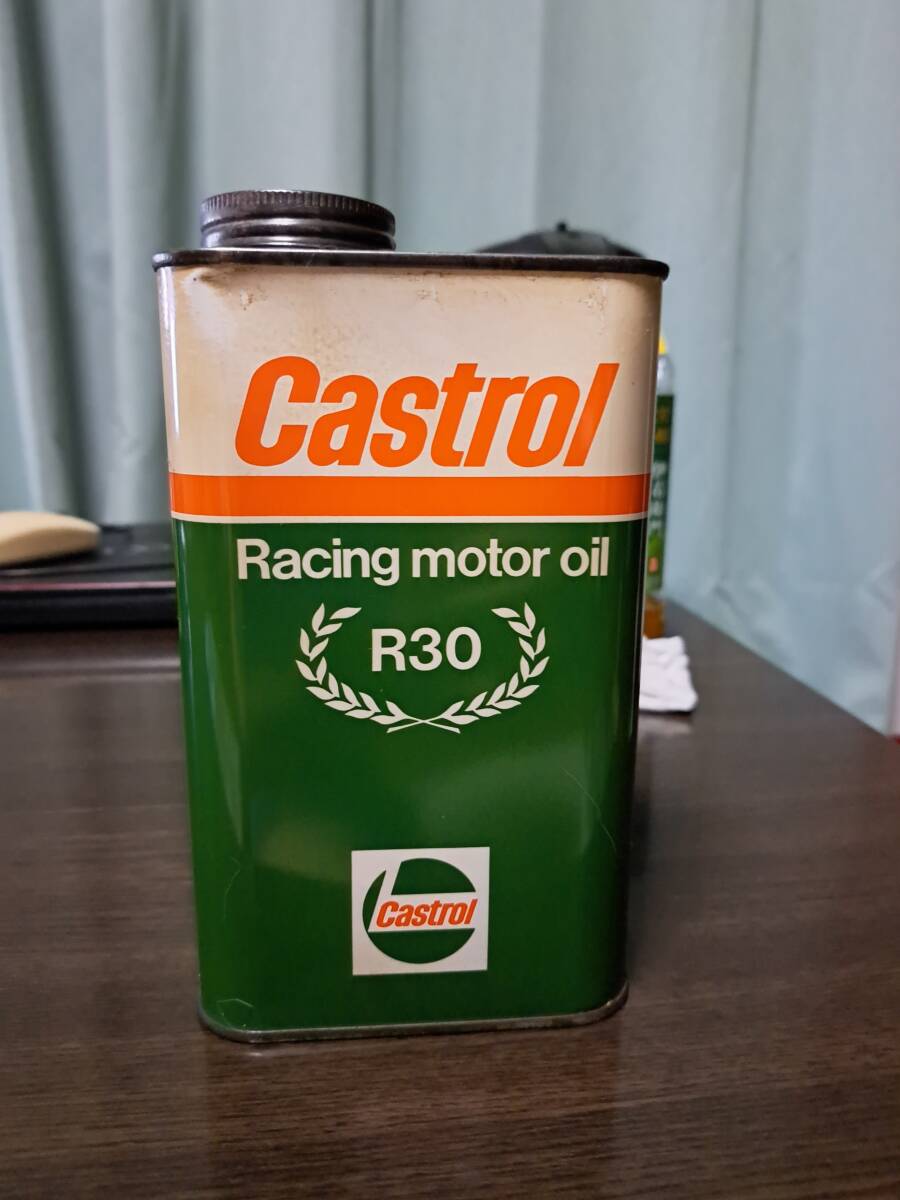 Castrol
Racing motor oil
R30
Castrol